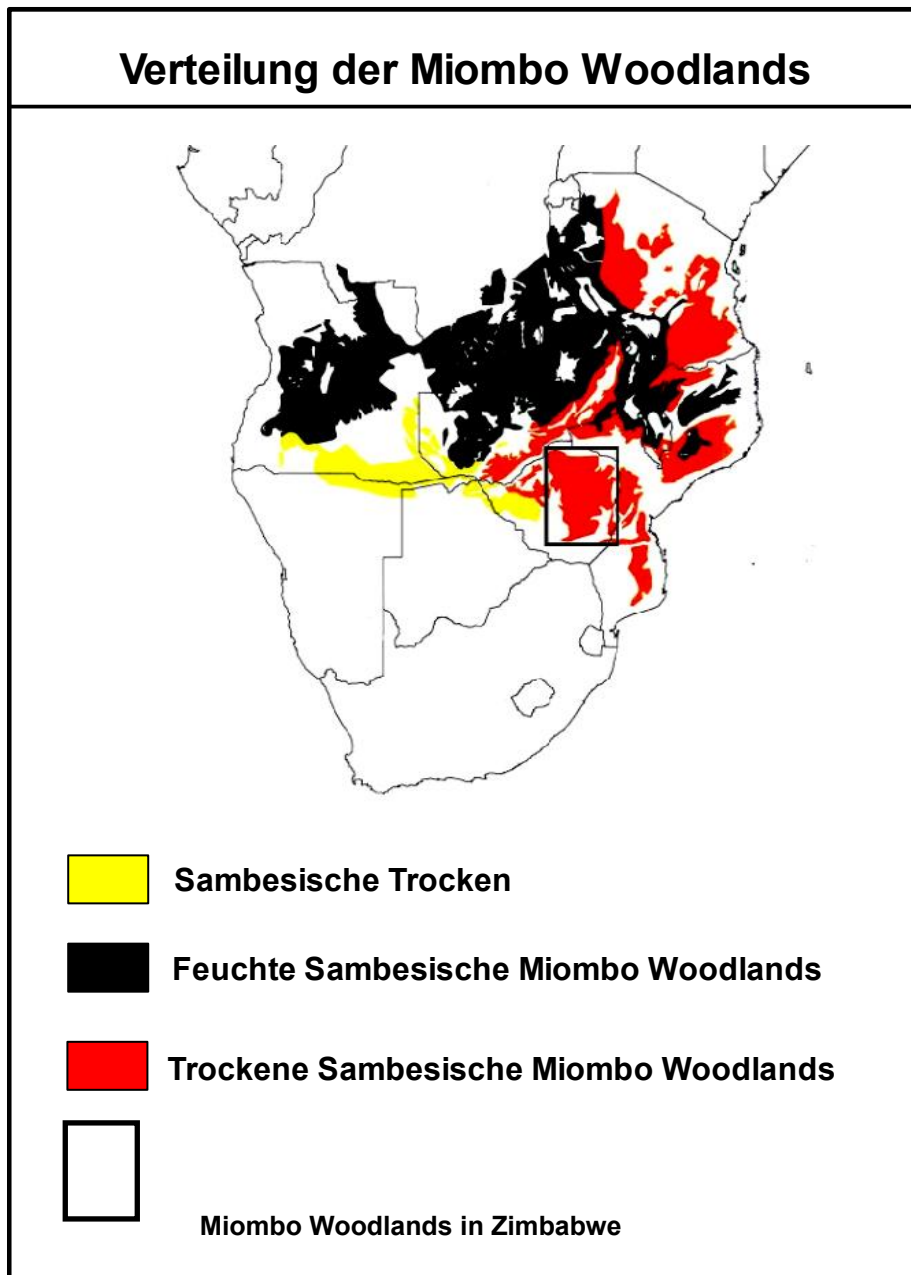 Verteilung der Miombo Woodlands
Sambesische Trocken
Feuchte Sambesische Miombo Woodlands
Trockene Sambesische Miombo Woodlands
Miombo Woodlands in Zimbabwe